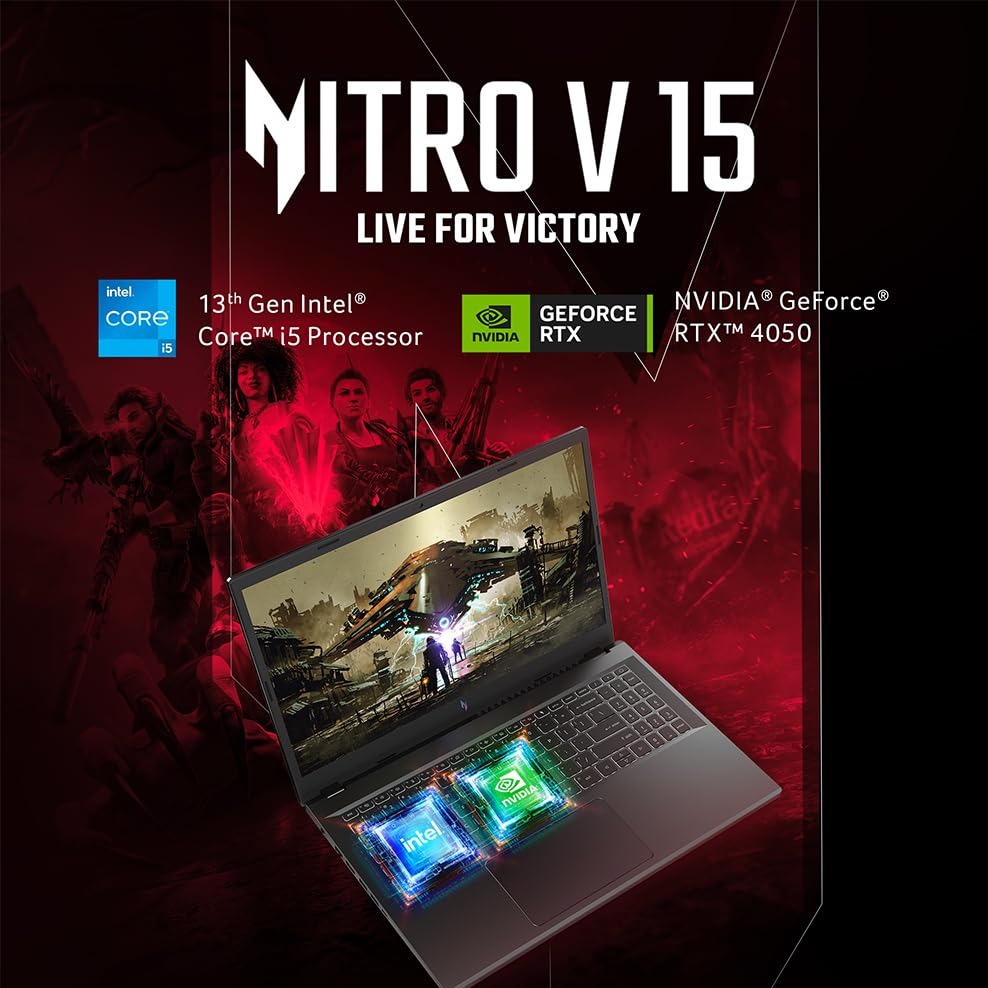 NITRO V 15
LIVE FOR VICTORY
intel.
CORE
i5
13th Gen Intel®
Core™ i5 Processor
NVIDIA
GEFORCE
RTX
NVIDIA® GeForce®
RTX™ 4050
Redfall
NVIDIA
intel